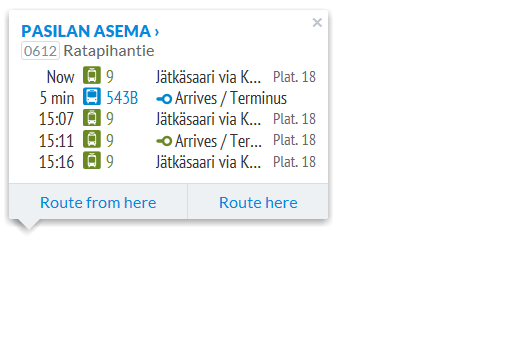 PASILAN ASEMA › ×
0612 Ratapihantie
Now 9 Jätkäsaari via K... Plat. 18
5 min 543B Arrives / Terminus
15:07 9 Jätkäsaari via K... Plat. 18
15:11 9 Arrives / Ter... Plat. 18
15:16 9 Jätkäsaari via K... Plat. 18
Route from here Route here